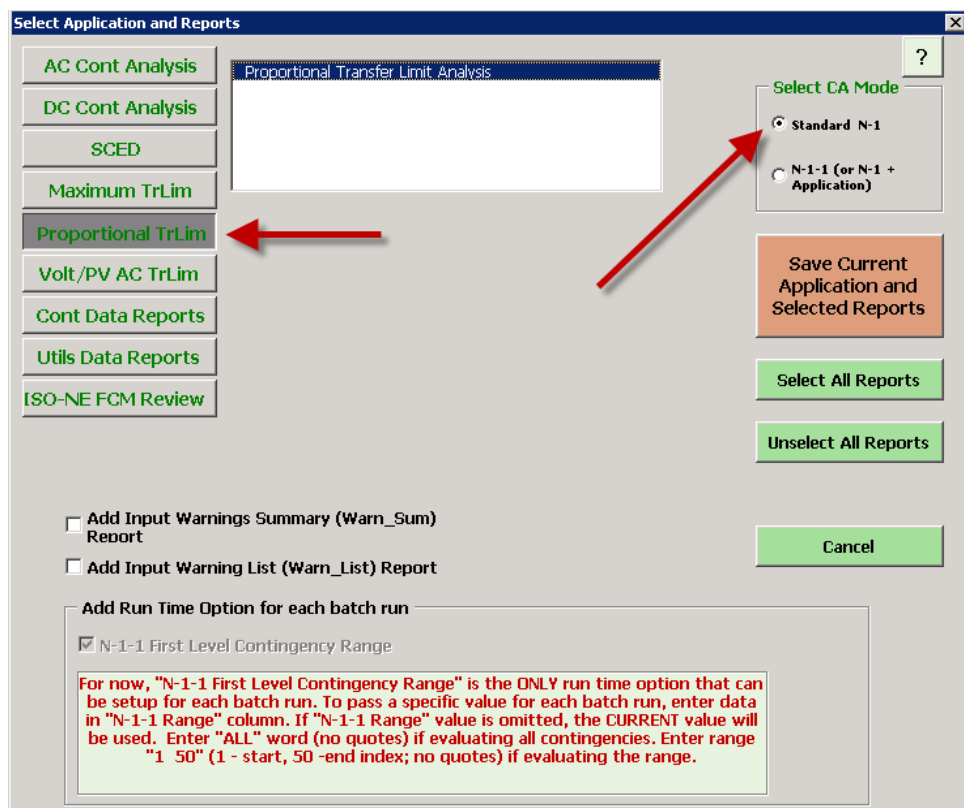 Select Application and Reports
?
AC Cont Analysis
DC Cont Analysis
SCED
Maximum TrLim
Proportional TrLim
Volt/PV AC TrLim
Cont Data Reports
Utils Data Reports
ISO-NE FCM Review
Proportional Transfer Limit Analysis
Select CA Mode
Standard N-1
N-1-1 (or N-1 +
Application)
Save Current
Application and
Selected Reports
Select All Reports
Unselect All Reports
Cancel
Add Input Warnings Summary (Warn_Sum)
Report
Add Input Warning List (Warn_List) Report
Add Run Time Option for each batch run
N-1-1 First Level Contingency Range
For now, "N-1-1 First Level Contingency Range" is the ONLY run time option that can
be setup for each batch run. To pass a specific value for each batch run, enter data
in "N-1-1 Range" column. If "N-1-1 Range" value is omitted, the CURRENT value will
be used. Enter "ALL" word (no quotes) if evaluating all contingencies. Enter range
"1 50" (1 - start, 50 -end index; no quotes) if evaluating the range.